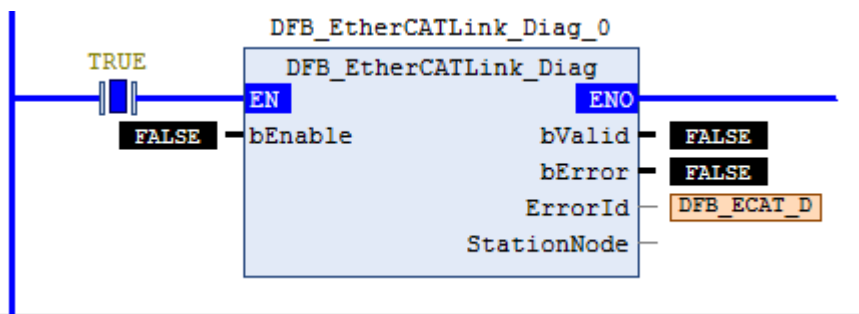 DFB_EtherCATLink_Diag_0
TRUE
DFB_EtherCATLink_Diag
EN ENO
FALSE bEnable bValid FALSE
bError FALSE
ErrorId DFB_ECAT_D
StationNode